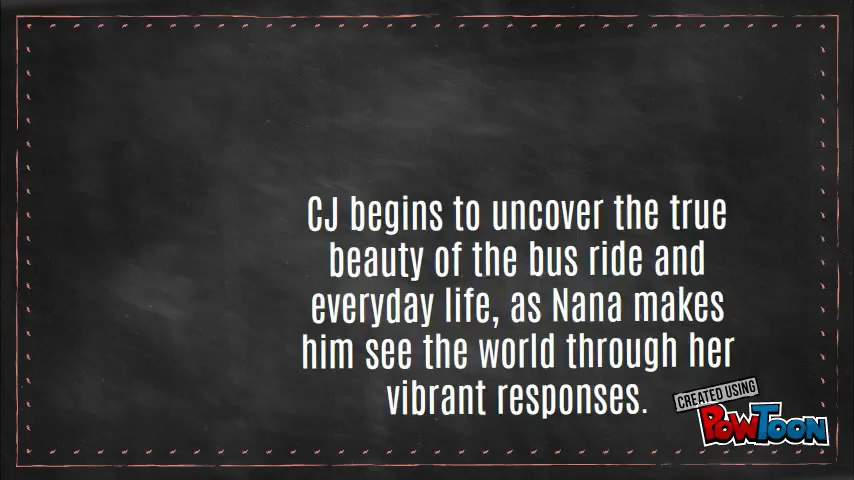 CJ begins to uncover the true
beauty of the bus ride and
everyday life, as Nana makes
him see the world through her
vibrant responses.
CREATED USING
POWTOON